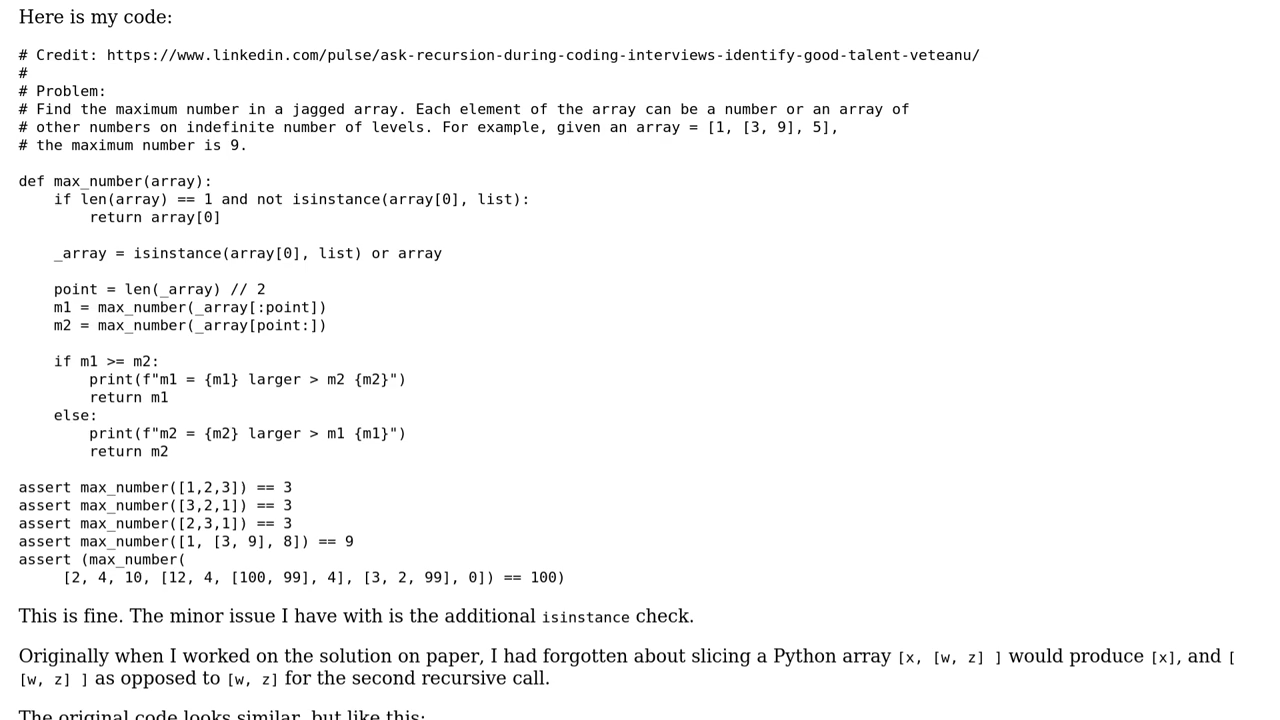 Here is my code:
# Credit: https://www.linkedin.com/pulse/ask-recursion-during-coding-interviews-identify-good-talent-veteanu/
#
# Problem:
# Find the maximum number in a jagged array. Each element of the array can be a number or an array of
# other numbers on indefinite number of levels. For example, given an array = [1, [3, 9], 5],
# the maximum number is 9.
def max_number(array):
    if len(array) == 1 and not isinstance(array[0], list):
        return array[0]
    _array = isinstance(array[0], list) or array
    point = len(_array) // 2
    m1 = max_number(_array[:point])
    m2 = max_number(_array[point:])
    if m1 >= m2:
        print(f"m1 = {m1} larger > m2 {m2}")
        return m1
    else:
        print(f"m2 = {m2} larger > m1 {m1}")
        return m2
assert max_number([1,2,3]) == 3
assert max_number([3,2,1]) == 3
assert max_number([2,3,1]) == 3
assert max_number([1, [3, 9], 8]) == 9
assert (max_number(
     [2, 4, 10, [12, 4, [100, 99], 4], [3, 2, 99], 0]) == 100)
This is fine. The minor issue I have with is the additional isinstance check.
Originally when I worked on the solution on paper, I had forgotten about slicing a Python array [x, [w, z] ] would produce [x], and [
[w, z] ] as opposed to [w, z] for the second recursive call.
The original code looks similar, but like this: